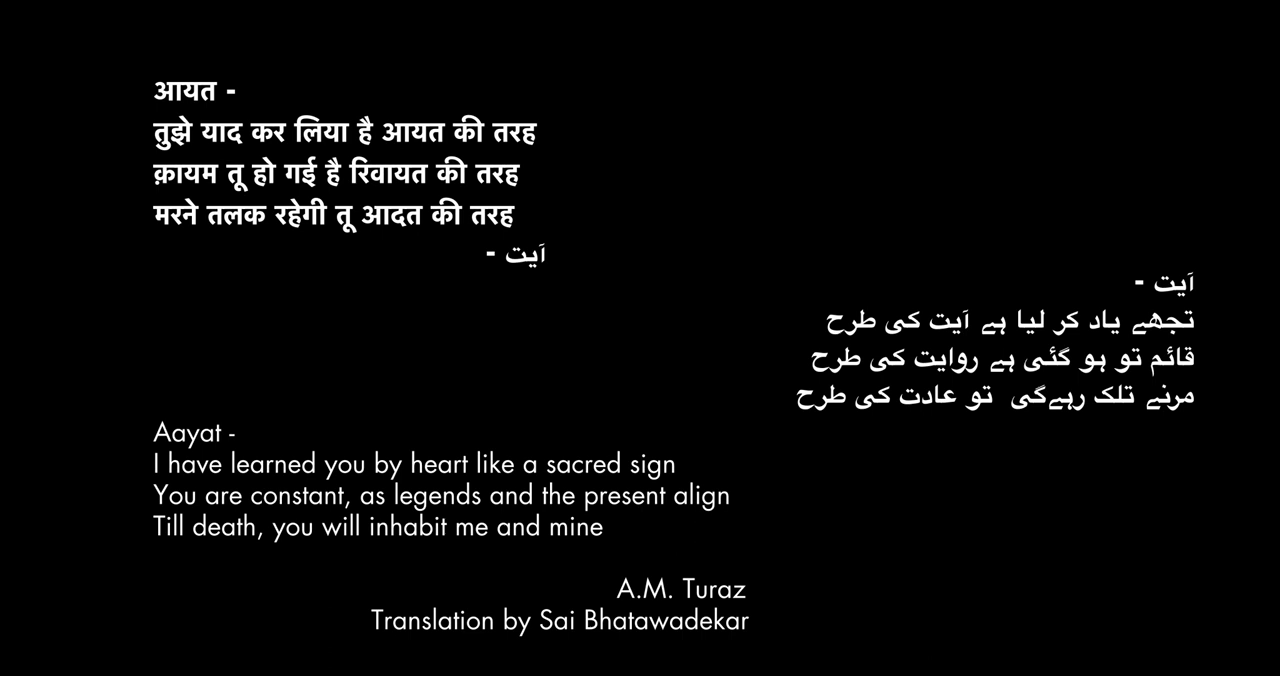 आयत -
तुझे याद कर लिया है आयत की तरह
क़ायम तू हो गई है रिवायत की तरह
मरने तलक रहेगी तू आदत की तरह
آیت -
آیت -
تجھے یاد کر لیا ہے آیت کی طرح
قائم تو ہو گئی ہے روایت کی طرح
مرنے تلک رہےگی تو عادت کی طرح
Aayat -
I have learned you by heart like a sacred sign
You are constant, as legends and the present align
Till death, you will inhabit me and mine
A.M. Turaz
Translation by Sai Bhatawadekar